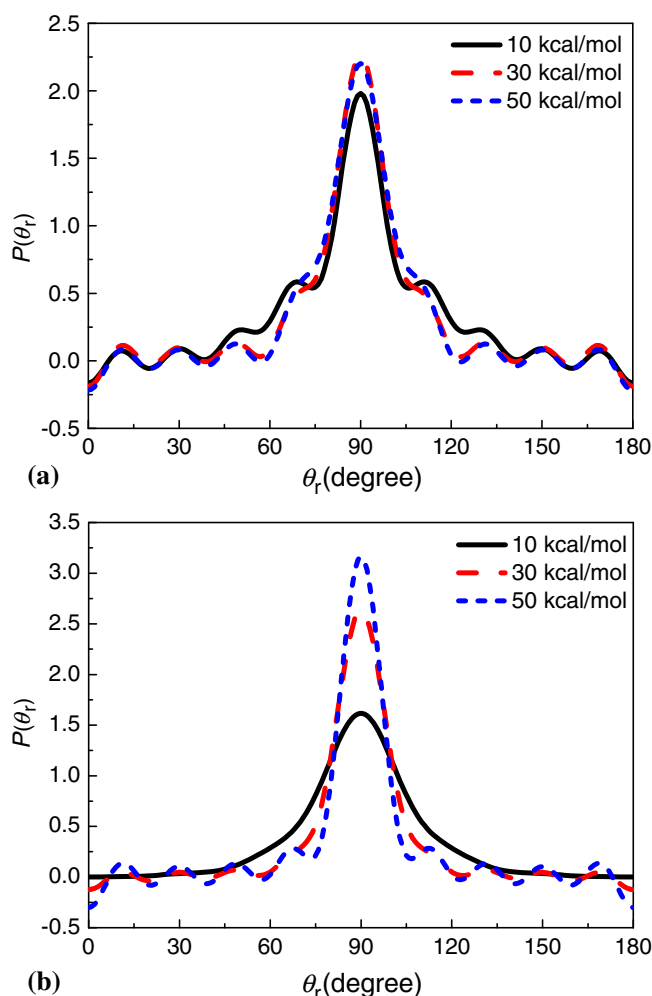 2.5
2.0
1.5
1.0
0.5
0.0
-0.5
P(θr)
10 kcal/mol
30 kcal/mol
50 kcal/mol
0 30 60 90 120 150 180
(a) θr(degree)
3.5
3.0
2.5
2.0
1.5
1.0
0.5
0.0
-0.5
P(θr)
10 kcal/mol
30 kcal/mol
50 kcal/mol
0 30 60 90 120 150 180
(b) θr(degree)